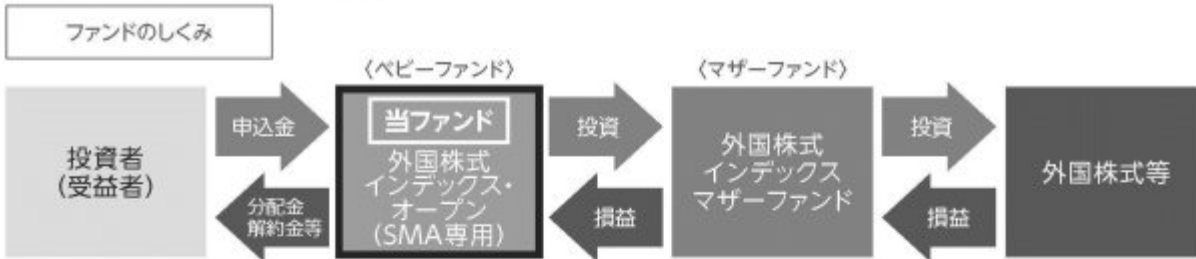 ファンドのしくみ
〈ベビーファンド〉
〈マザーファンド〉
投資者
(受益者)
申込金
分配金
解約金等
当ファンド
外国株式
インデックス・
オープン
(SMA専用)
投資
損益
外国株式
インデックス
マザーファンド
投資
損益
外国株式等